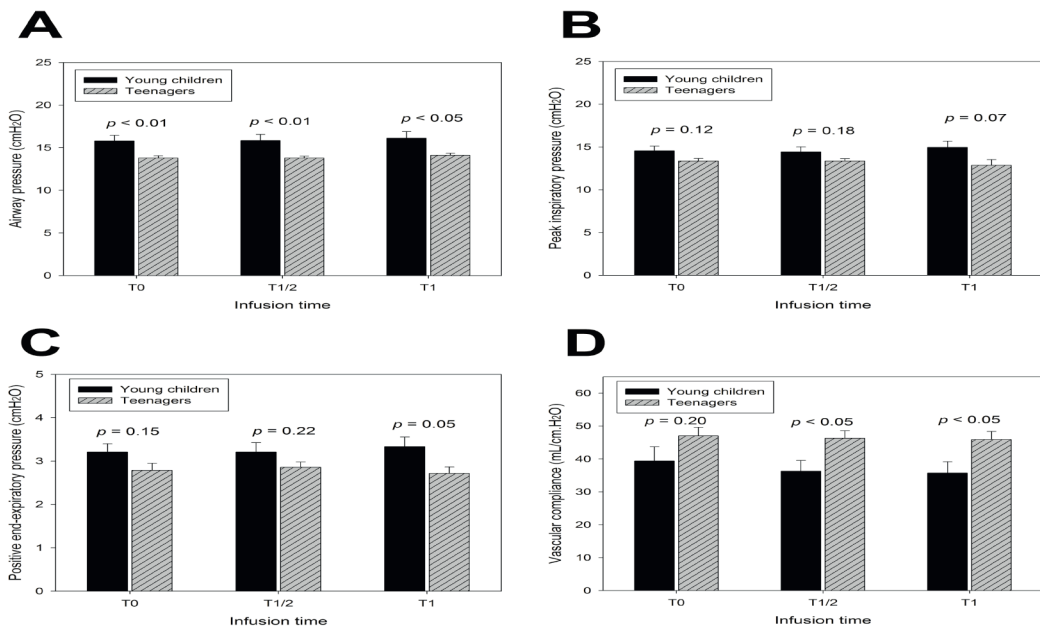 A
Airway pressure (cmH2O)
25
20
15
10
5
0
Young children
Teenagers
p < 0.01
p < 0.01
p < 0.05
T0
T1/2
T1
Infusion time
B
Peak inspiratory pressure (cmH2O)
25
20
15
10
5
0
Young children
Teenagers
p = 0.12
p = 0.18
p = 0.07
T0
T1/2
T1
Infusion time
C
Positive end-expiratory pressure (cmH2O)
5
4
3
2
1
0
Young children
Teenagers
p = 0.15
p = 0.22
p = 0.05
T0
T1/2
T1
Infusion time
D
Vascular compliance (mL/cm.H2O)
60
50
40
30
20
10
0
Young children
Teenagers
p = 0.20
p < 0.05
p < 0.05
T0
T1/2
T1
Infusion time